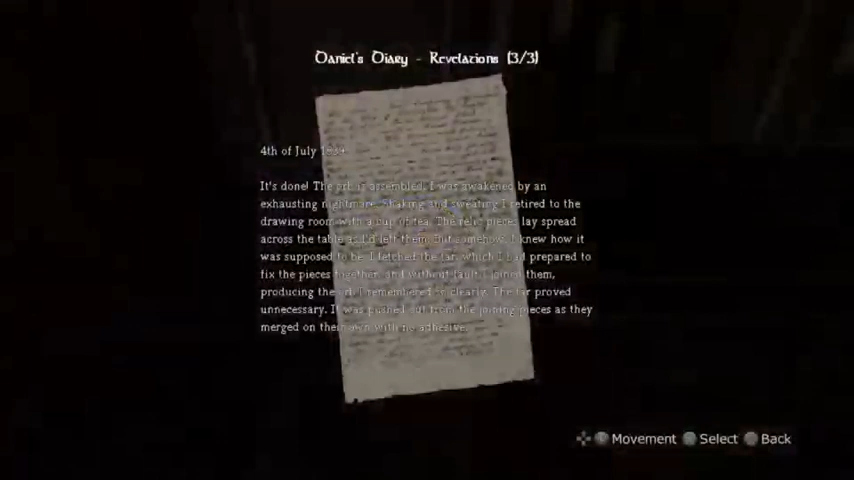 Daniel's Diary - Revelations (3/3)
4th of July 1839
It's done! The orb is assembled. I was awakened by an
exhausting nightmare. Shaking and sweating I retired to the
drawing room with a cup of tea. The relic pieces lay spread
across the table as I'd left them. But somehow, I knew how it
was supposed to be. I fetched the tar, which I had prepared to
fix the pieces together, and without fault I joined them,
producing the orb I remembered so clearly. The tar proved
unnecessary. It was pushed out from the joining pieces as they
merged on their own with no adhesive.
Movement Select Back